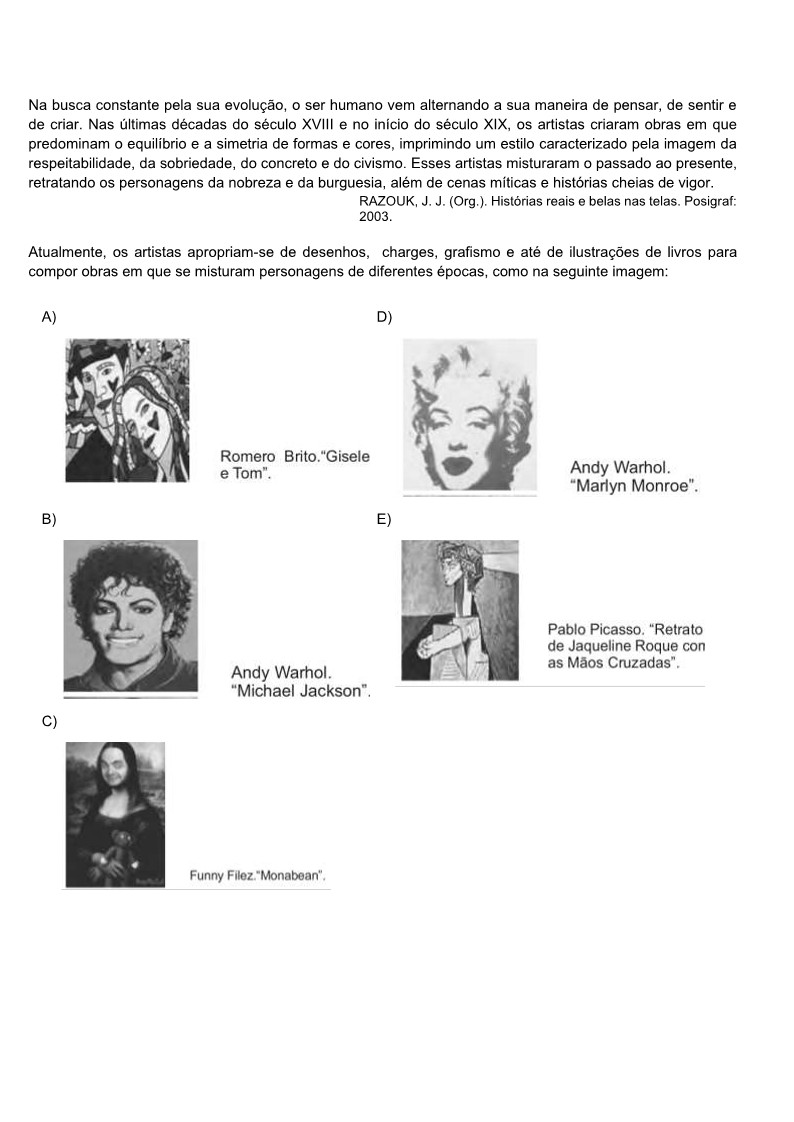 Na busca constante pela sua evolução, o ser humano vem alternando a sua maneira de pensar, de sentir e
de criar. Nas últimas décadas do século XVIII e no início do século XIX, os artistas criaram obras em que
predominam o equilíbrio e a simetria de formas e cores, imprimindo um estilo caracterizado pela imagem da
respeitabilidade, da sobriedade, do concreto e do civismo. Esses artistas misturaram o passado ao presente,
retratando os personagens da nobreza e da burguesia, além de cenas míticas e histórias cheias de vigor.
RAZOUK, J. J. (Org.). Histórias reais e belas nas telas. Posigraf:
2003.
Atualmente, os artistas apropriam-se de desenhos, charges, grafismo e até de ilustrações de livros para
compor obras em que se misturam personagens de diferentes épocas, como na seguinte imagem:
A)
Romero Brito.“Gisele
e Tom”.
B)
Andy Warhol.
“Michael Jackson”.
C)
Funny Filez.“Monabean”.
D)
Andy Warhol.
“Marlyn Monroe”.
E)
Pablo Picasso. “Retrato
de Jaqueline Roque con
as Mãos Cruzadas”.